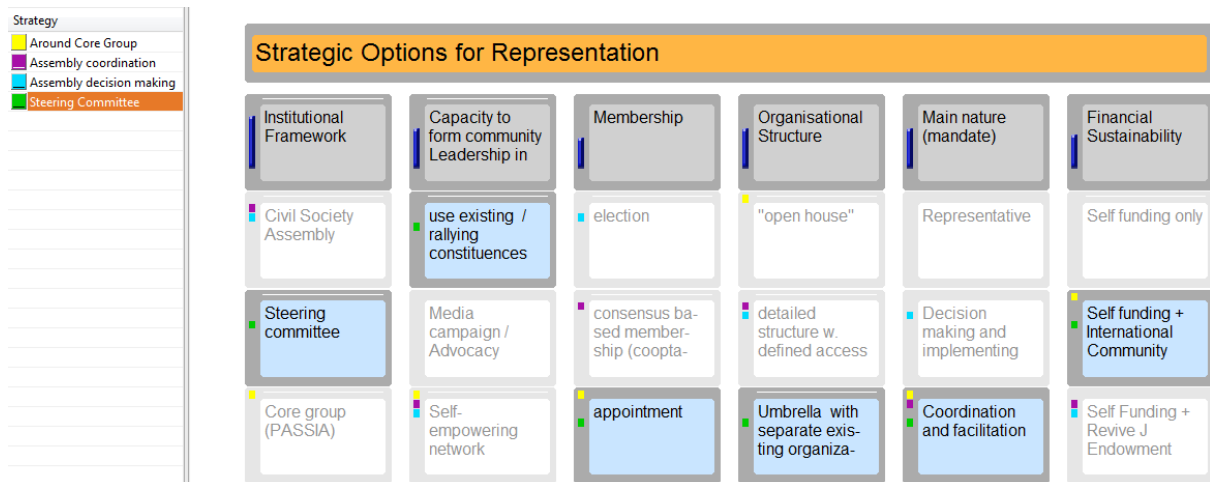 Strategy
Around Core Group
Assembly coordination
Assembly decision making
Steering Committee
Strategic Options for Representation
Institutional
Framework
Capacity to
form community
Leadership in
Membership
Organisational
Structure
Main nature
(mandate)
Financial
Sustainability
Civil Society
Assembly
use existing /
rallying
constituences
election
"open house"
Representative
Self funding only
Steering
committee
Media
campaign /
Advocacy
consensus ba-
sed member-
ship (coopta-
detailed
structure w.
defined access
Decision
making and
implementing
Self funding +
International
Community
Core group
(PASSIA)
Self-
empowering
network
appointment
Umbrella with
separate exis-
ting organiza-
Coordination
and facilitation
Self Funding +
Revive J
Endowment